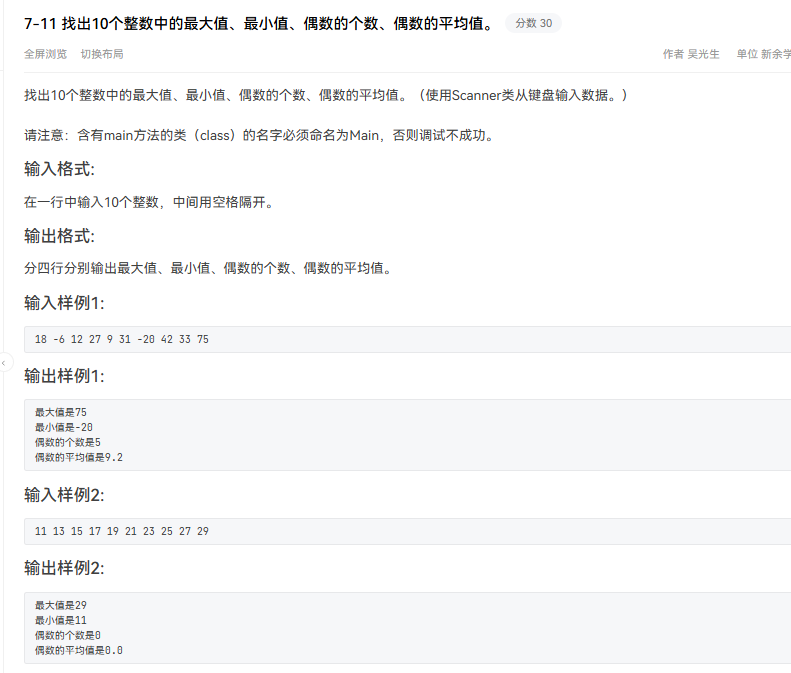 7-11 找出10个整数中的最大值、最小值、偶数的个数、偶数的平均值。 分数 30
全屏浏览 切换布局 作者 吴光生 单位 新余学
找出10个整数中的最大值、最小值、偶数的个数、偶数的平均值。（使用Scanner类从键盘输入数据。）
请注意：含有main方法的类（class）的名字必须命名为Main，否则调试不成功。
输入格式:
在一行中输入10个整数，中间用空格隔开。
输出格式:
分四行分别输出最大值、最小值、偶数的个数、偶数的平均值。
输入样例1:
18 -6 12 27 9 31 -20 42 33 75
输出样例1:
最大值是75
最小值是-20
偶数的个数是5
偶数的平均值是9.2
输入样例2:
11 13 15 17 19 21 23 25 27 29
输出样例2:
最大值是29
最小值是11
偶数的个数是0
偶数的平均值是0.0